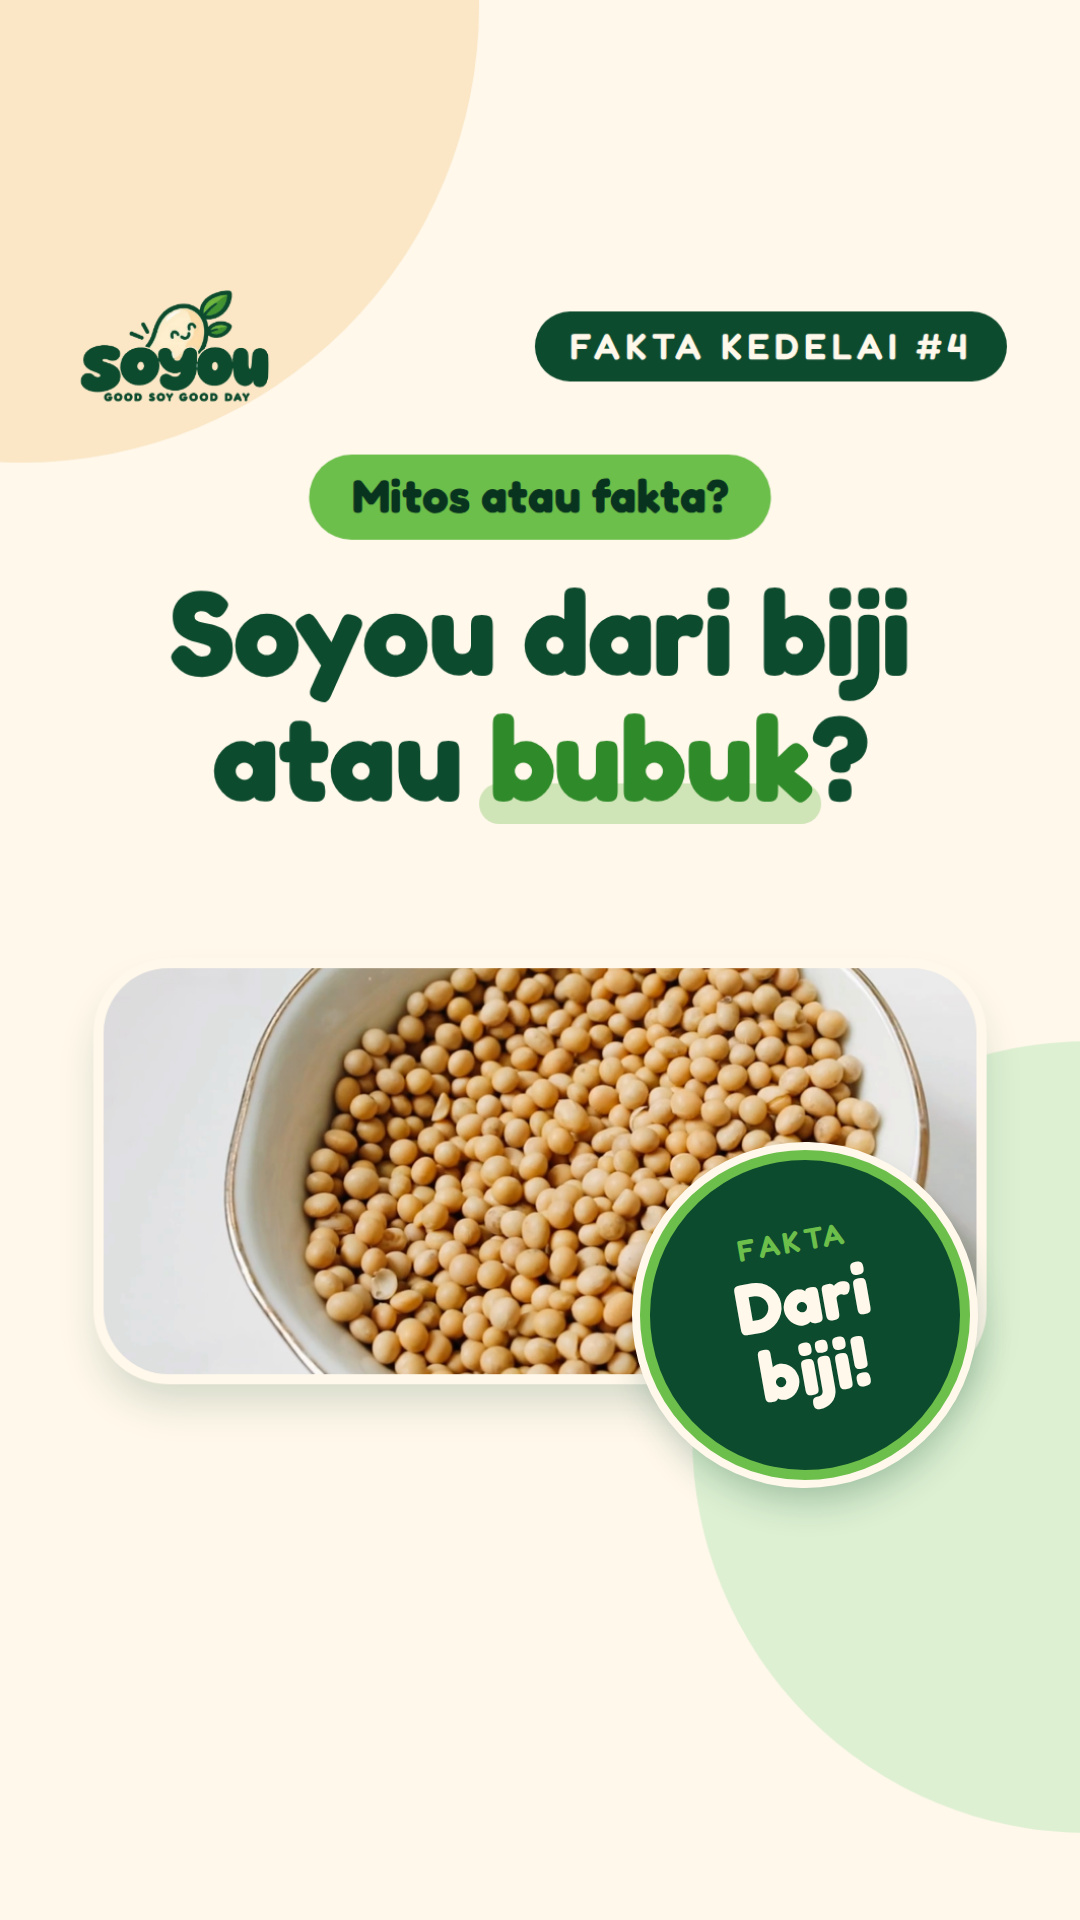 soyou
GOOD SOY GOOD DAY
FAKTA KEDELAI #4
Mitos atau fakta?
Soyou dari biji
atau bubuk?
FAKTA
Dari
biji!